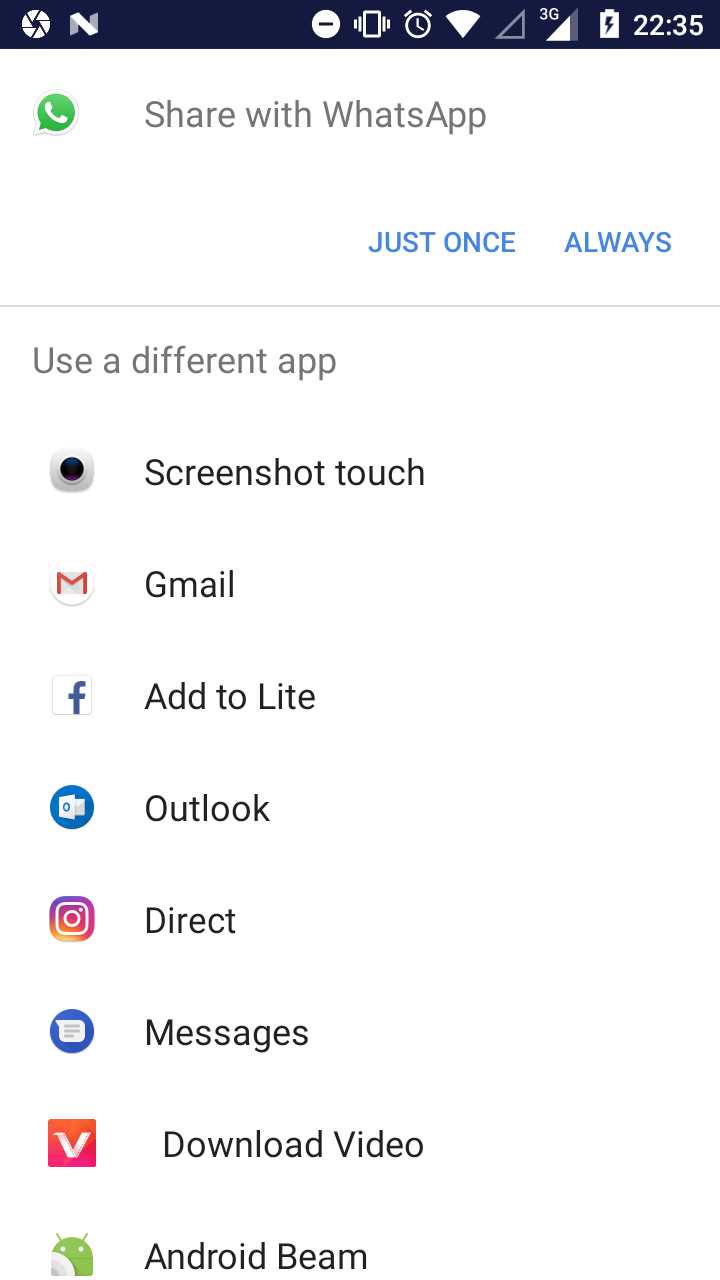 3G 22:35
Share with WhatsApp
JUST ONCE ALWAYS
Use a different app
Screenshot touch
Gmail
Add to Lite
Outlook
Direct
Messages
Download Video
Android Beam